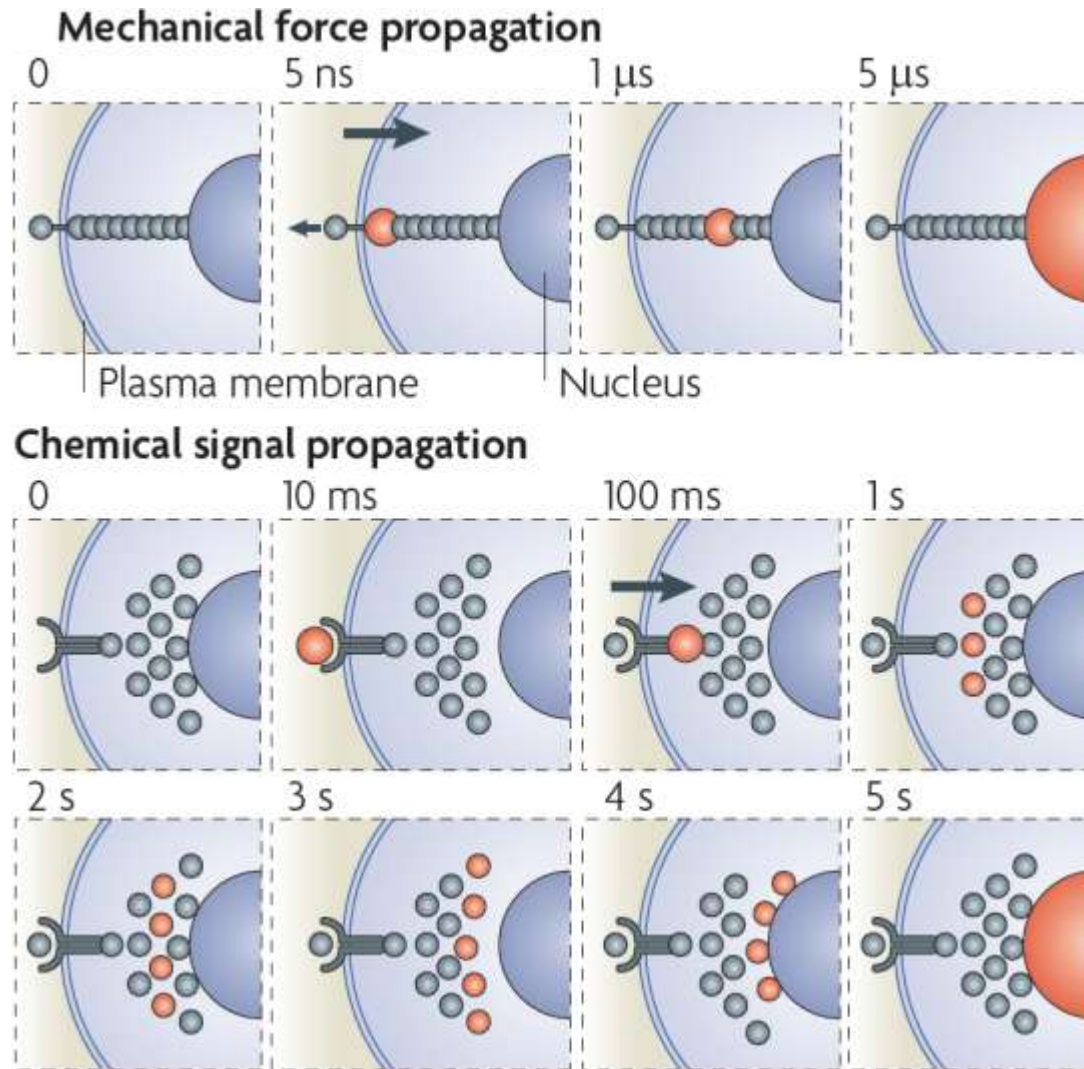 Mechanical force propagation
0 5 ns 1 μs 5 μs
Plasma membrane Nucleus
Chemical signal propagation
0 10 ms 100 ms 1 s
2 s 3 s 4 s 5 s